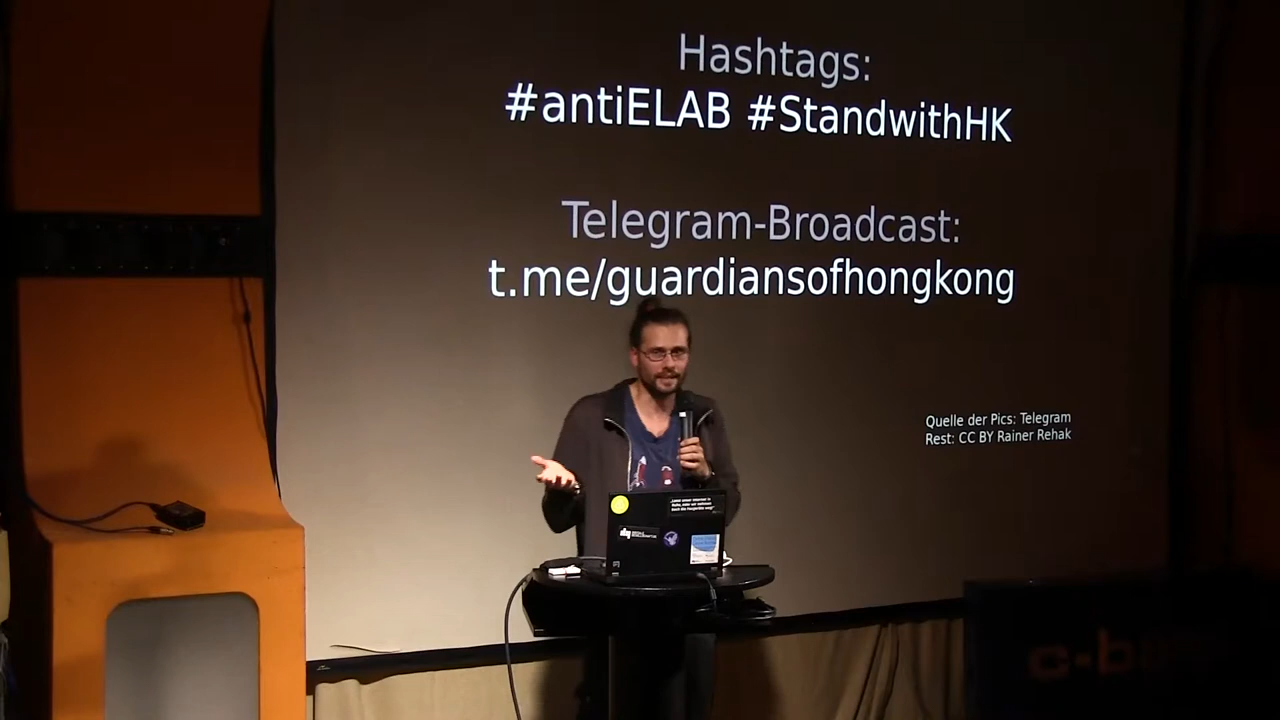 Hashtags:
#antiELAB #StandwithHK
Telegram-Broadcast:
t.me/guardiansofhongkong
Quelle der Pics: Telegram
Rest: CC BY Rainer Rehak
c-b